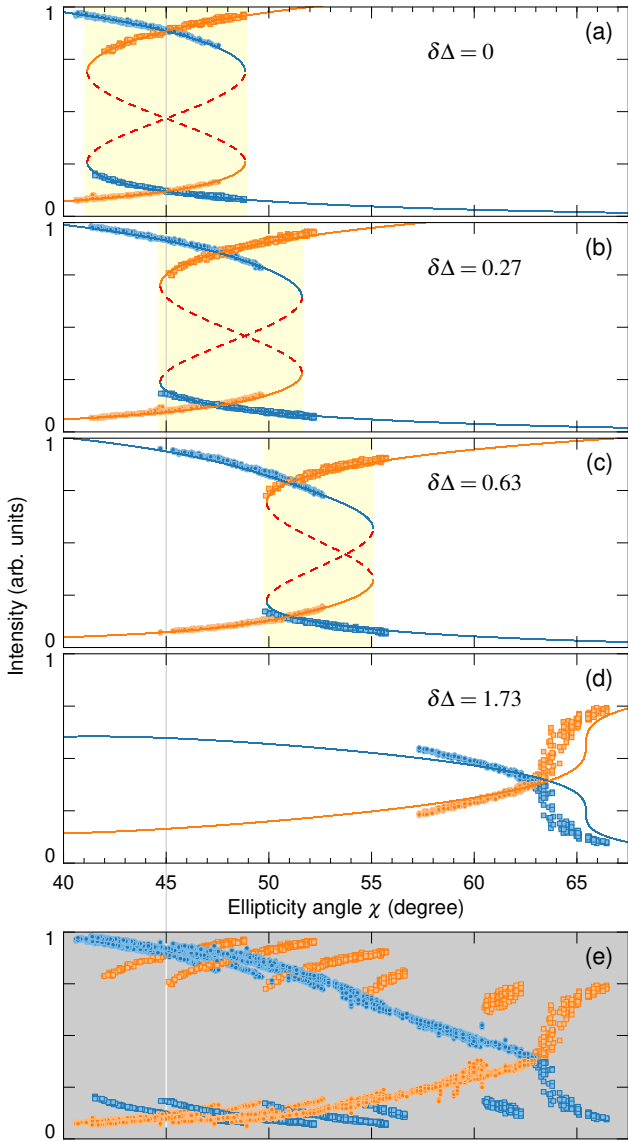 1
(a)
δΔ = 0
0
1
(b)
δΔ = 0.27
0
1
(c)
δΔ = 0.63
0
Intensity (arb. units)
1
(d)
δΔ = 1.73
0
40 45 50 55 60 65
Ellipticity angle χ (degree)
1
(e)
0